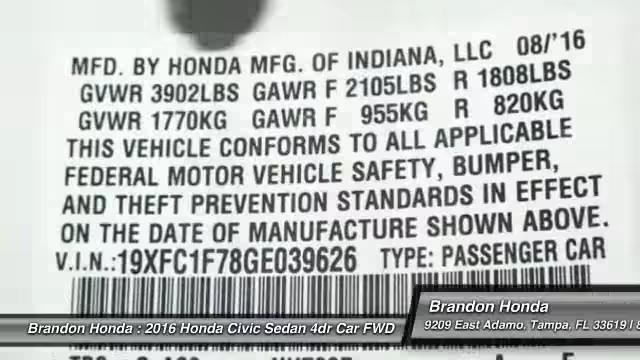 MFD. BY HONDA MFG. OF INDIANA, LLC 08/'16
GVWR 3902LBS GAWR F 2105LBS R 1808LBS
GVWR 1770KG GAWR F 955KG R 820KG
THIS VEHICLE CONFORMS TO ALL APPLICABLE
FEDERAL MOTOR VEHICLE SAFETY, BUMPER,
AND THEFT PREVENTION STANDARDS IN EFFECT
ON THE DATE OF MANUFACTURE SHOWN ABOVE.
V.I.N.:19XFC1F78GE039626 TYPE: PASSENGER CAR
Brandon Honda
Brandon Honda : 2016 Honda Civic Sedan 4dr Car FWD
9209 East Adamo, Tampa, FL 33619 | 8